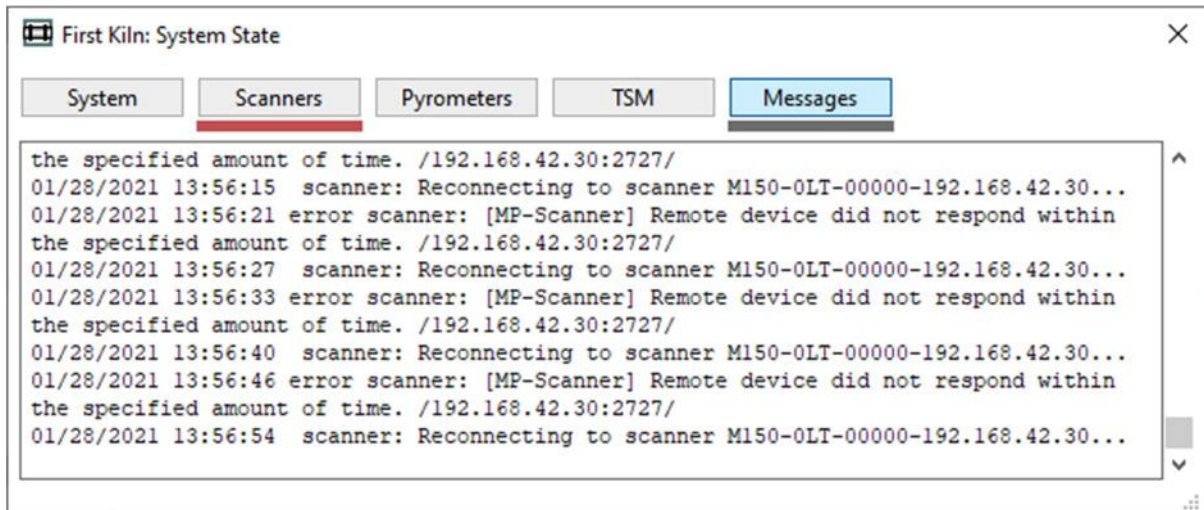 First Kiln: System State
System Scanners Pyrometers TSM Messages
the specified amount of time. /192.168.42.30:2727/
01/28/2021 13:56:15  scanner: Reconnecting to scanner M150-0LT-00000-192.168.42.30...
01/28/2021 13:56:21 error scanner: [MP-Scanner] Remote device did not respond within
the specified amount of time. /192.168.42.30:2727/
01/28/2021 13:56:27  scanner: Reconnecting to scanner M150-0LT-00000-192.168.42.30...
01/28/2021 13:56:33 error scanner: [MP-Scanner] Remote device did not respond within
the specified amount of time. /192.168.42.30:2727/
01/28/2021 13:56:40  scanner: Reconnecting to scanner M150-0LT-00000-192.168.42.30...
01/28/2021 13:56:46 error scanner: [MP-Scanner] Remote device did not respond within
the specified amount of time. /192.168.42.30:2727/
01/28/2021 13:56:54  scanner: Reconnecting to scanner M150-0LT-00000-192.168.42.30...